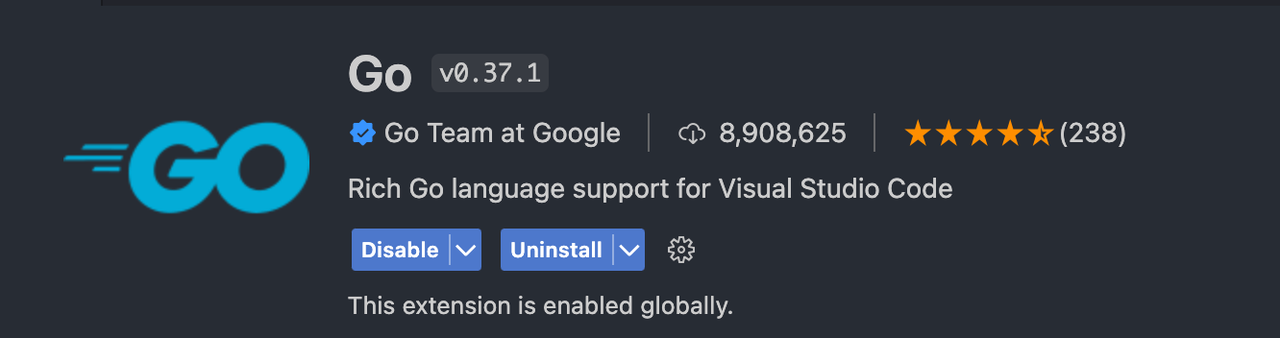 Go v0.37.1
GO
Go Team at Google 8,908,625 (238)
Rich Go language support for Visual Studio Code
Disable Uninstall
This extension is enabled globally.